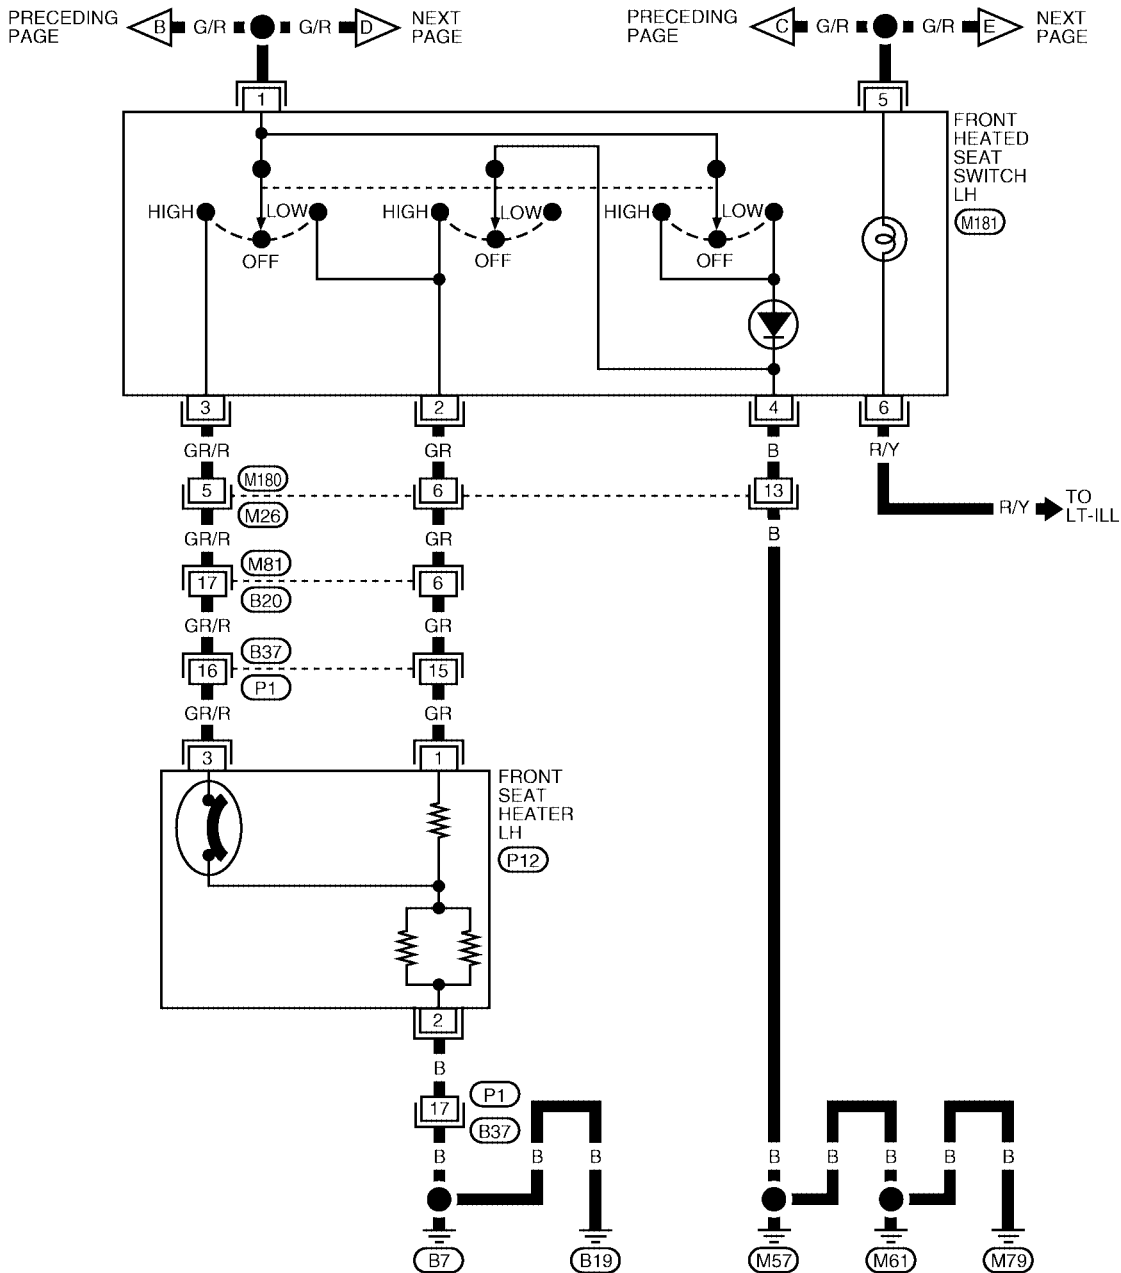 PRECEDING PAGE B G/R G/R D NEXT PAGE
PRECEDING PAGE C G/R G/R E NEXT PAGE
1
5
FRONT
HEATED
SEAT
SWITCH
LH
M181
HIGH LOW HIGH LOW HIGH LOW
OFF OFF OFF
3 2 4 6
GR/R GR B R/Y
5 M180 6 13
M26
R/Y TO
LT-ILL
GR/R GR B
M81
17 6
B20
GR/R GR
B37
16 15
P1
GR/R GR
3 1
FRONT
SEAT
HEATER
LH
P12
2
B
P1
17
B37
B B B B B B B B
B7 B19 M57 M61 M79